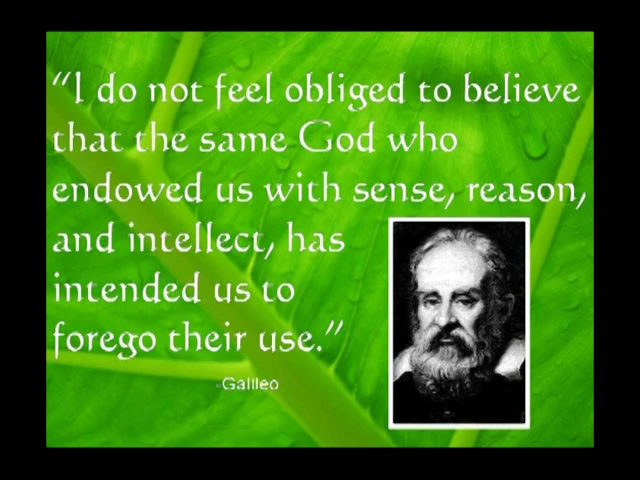 “I do not feel obliged to believe
that the same God who
endowed us with sense, reason,
and intellect, has
intended us to
forego their use.”
-Galileo